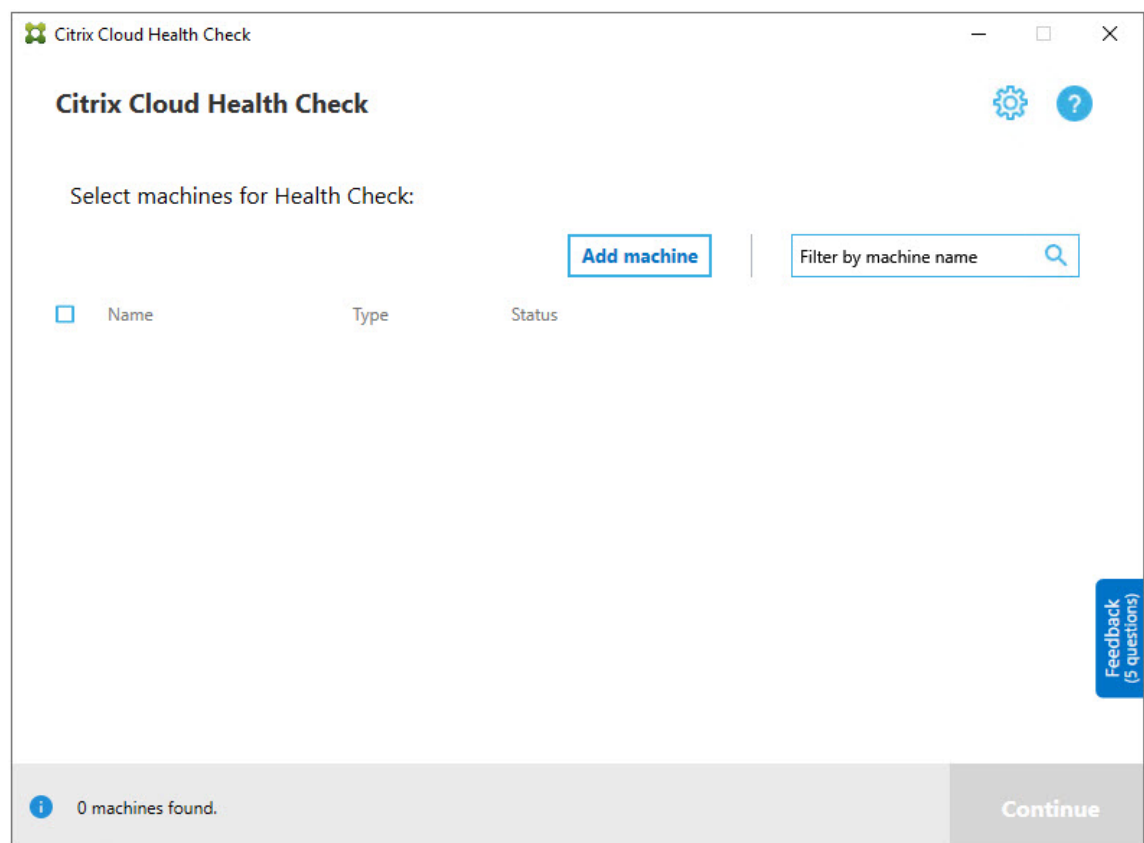 Citrix Cloud Health Check
Citrix Cloud Health Check
?
Select machines for Health Check:
Add machine
Filter by machine name
Name Type Status
Feedback
(5 questions)
i
0 machines found.
Continue